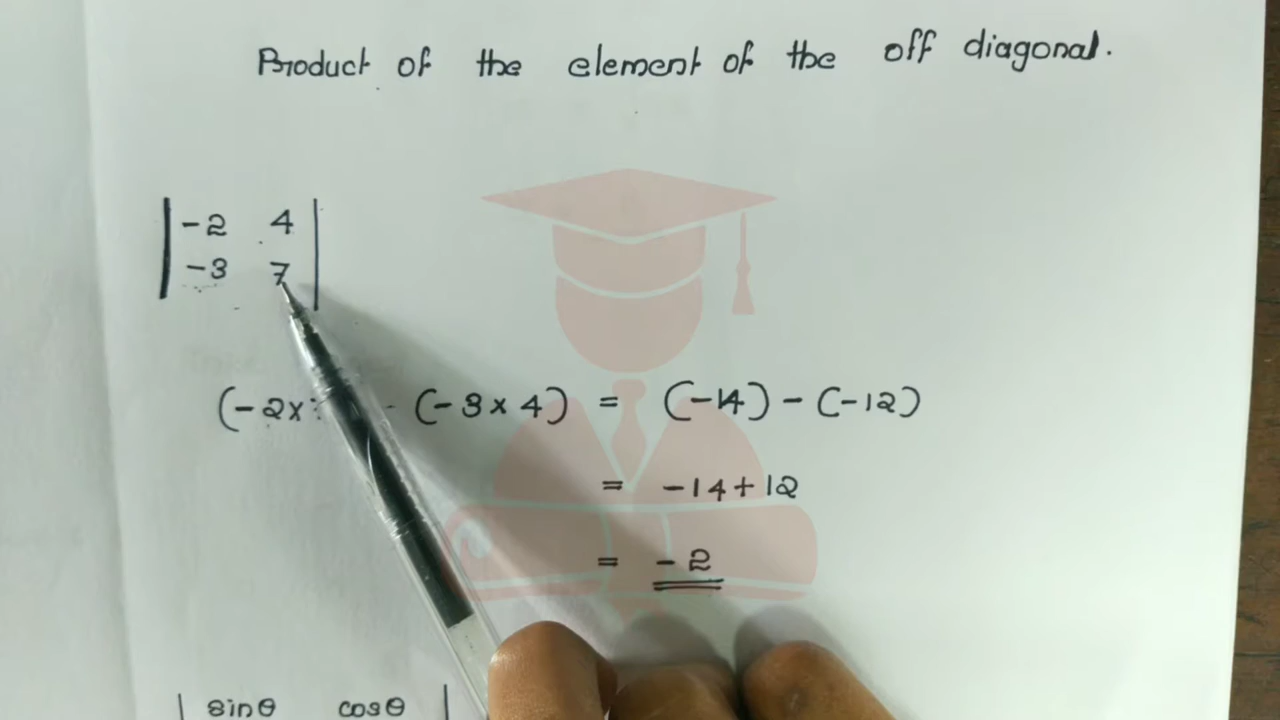 Product of the element of the off diagonal.
| -2 4 |
| -3 7 |
(-2x - (-3 x 4) = (-14) - (-12)
= -14+12
= -2
| sinθ cosθ |